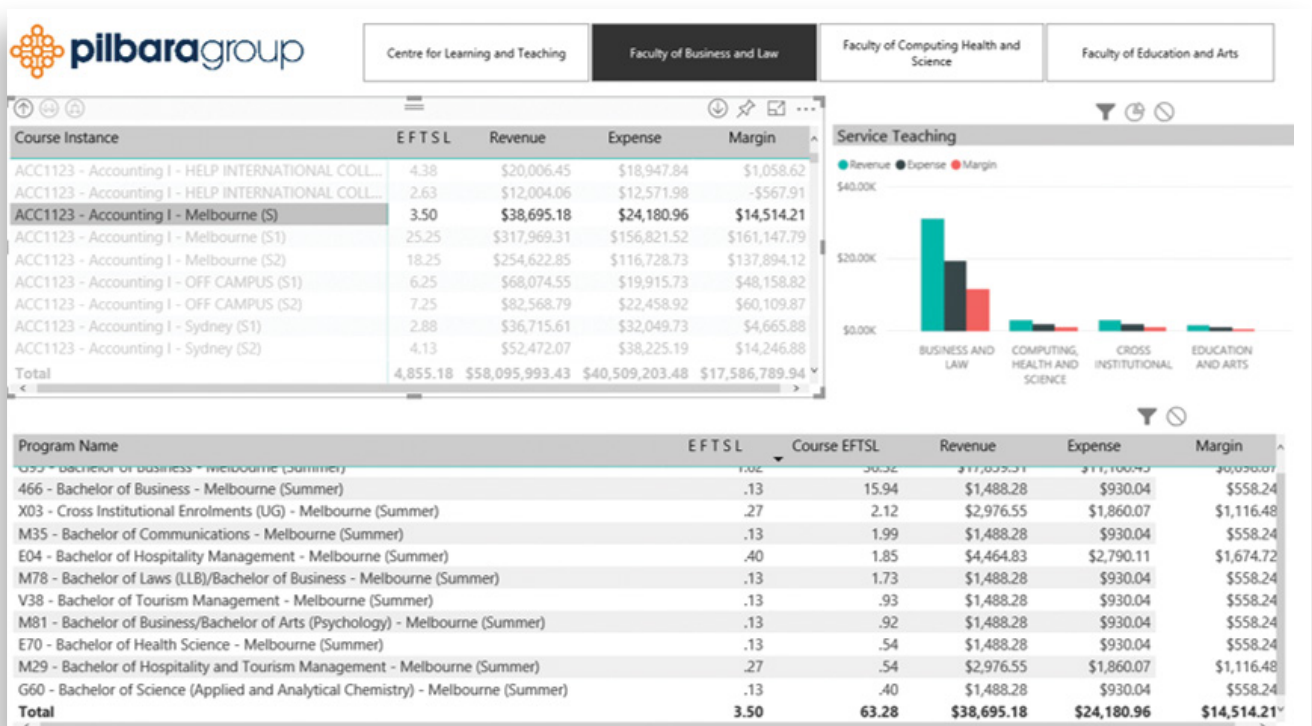 pilbaragroup
Centre for Learning and Teaching
Faculty of Business and Law
Faculty of Computing Health and
Science
Faculty of Education and Arts
Course Instance EFTSL Revenue Expense Margin
ACC1123 - Accounting I - HELP INTERNATIONAL COLL... 4.38 $20,006.45 $18,947.84 $1,058.62
ACC1123 - Accounting I - HELP INTERNATIONAL COLL... 2.63 $12,004.06 $12,571.98 -$567.91
ACC1123 - Accounting I - Melbourne (S) 3.50 $38,695.18 $24,180.96 $14,514.21
ACC1123 - Accounting I - Melbourne (S1) 25.25 $317,969.31 $156,821.52 $161,147.79
ACC1123 - Accounting I - Melbourne (S2) 18.25 $254,622.85 $116,728.73 $137,894.12
ACC1123 - Accounting I - OFF CAMPUS (S1) 6.25 $68,074.55 $19,915.73 $48,158.82
ACC1123 - Accounting I - OFF CAMPUS (S2) 7.25 $82,568.79 $22,458.92 $60,109.87
ACC1123 - Accounting I - Sydney (S1) 2.88 $36,715.61 $32,049.73 $4,665.88
ACC1123 - Accounting I - Sydney (S2) 4.13 $52,472.07 $38,225.19 $14,246.88
Total 4,855.18 $58,095,993.43 $40,509,203.48 $17,586,789.94
Service Teaching
Revenue Expense Margin
$40.00K
$20.00K
$0.00K
BUSINESS AND
LAW
COMPUTING,
HEALTH AND
SCIENCE
CROSS
INSTITUTIONAL
EDUCATION
AND ARTS
Program Name EFTSL Course EFTSL Revenue Expense Margin
- Bachelor of Business - Melbourne (Summer)
466 - Bachelor of Business - Melbourne (Summer) .13 15.94 $1,488.28 $930.04 $558.24
X03 - Cross Institutional Enrolments (UG) - Melbourne (Summer) .27 2.12 $2,976.55 $1,860.07 $1,116.48
M35 - Bachelor of Communications - Melbourne (Summer) .13 1.99 $1,488.28 $930.04 $558.24
E04 - Bachelor of Hospitality Management - Melbourne (Summer) .40 1.85 $4,464.83 $2,790.11 $1,674.72
M78 - Bachelor of Laws (LLB)/Bachelor of Business - Melbourne (Summer) .13 1.73 $1,488.28 $930.04 $558.24
V38 - Bachelor of Tourism Management - Melbourne (Summer) .13 .93 $1,488.28 $930.04 $558.24
M81 - Bachelor of Business/Bachelor of Arts (Psychology) - Melbourne (Summer) .13 .92 $1,488.28 $930.04 $558.24
E70 - Bachelor of Health Science - Melbourne (Summer) .13 .54 $1,488.28 $930.04 $558.24
M29 - Bachelor of Hospitality and Tourism Management - Melbourne (Summer) .27 .54 $2,976.55 $1,860.07 $1,116.48
G60 - Bachelor of Science (Applied and Analytical Chemistry) - Melbourne (Summer) .13 .40 $1,488.28 $930.04 $558.24
Total 3.50 63.28 $38,695.18 $24,180.96 $14,514.21